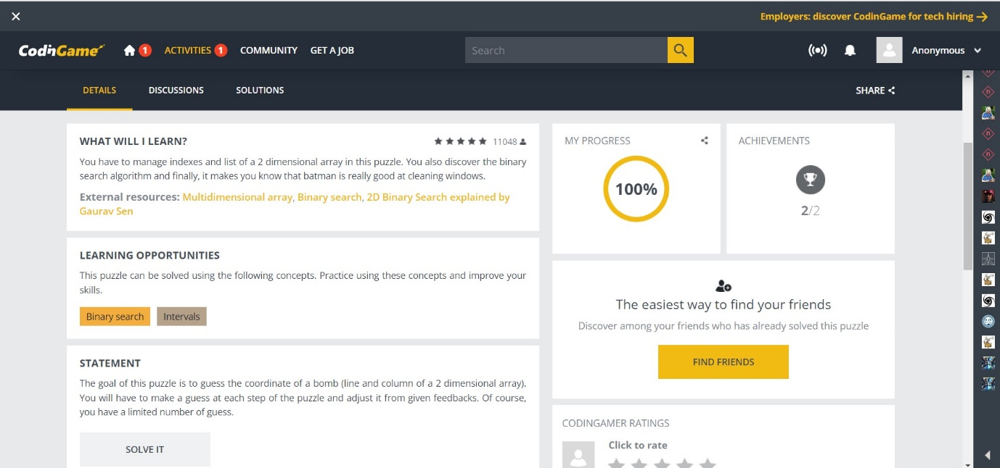 Employers: discover CodinGame for tech hiring
CodinGame
1
ACTIVITIES 1
COMMUNITY
GET A JOB
Search
Anonymous
DETAILS
DISCUSSIONS
SOLUTIONS
SHARE
WHAT WILL I LEARN?
11048
You have to manage indexes and list of a 2 dimensional array in this puzzle. You also discover the binary
search algorithm and finally, it makes you know that batman is really good at cleaning windows.
External resources: Multidimensional array, Binary search, 2D Binary Search explained by
Gaurav Sen
LEARNING OPPORTUNITIES
This puzzle can be solved using the following concepts. Practice using these concepts and improve your
skills.
Binary search
Intervals
STATEMENT
The goal of this puzzle is to guess the coordinate of a bomb (line and column of a 2 dimensional array).
You will have to make a guess at each step of the puzzle and adjust it from given feedbacks. Of course,
you have a limited number of guess.
SOLVE IT
MY PROGRESS
100%
ACHIEVEMENTS
2/2
The easiest way to find your friends
Discover among your friends who has already solved this puzzle
FIND FRIENDS
CODINGAMER RATINGS
Click to rate